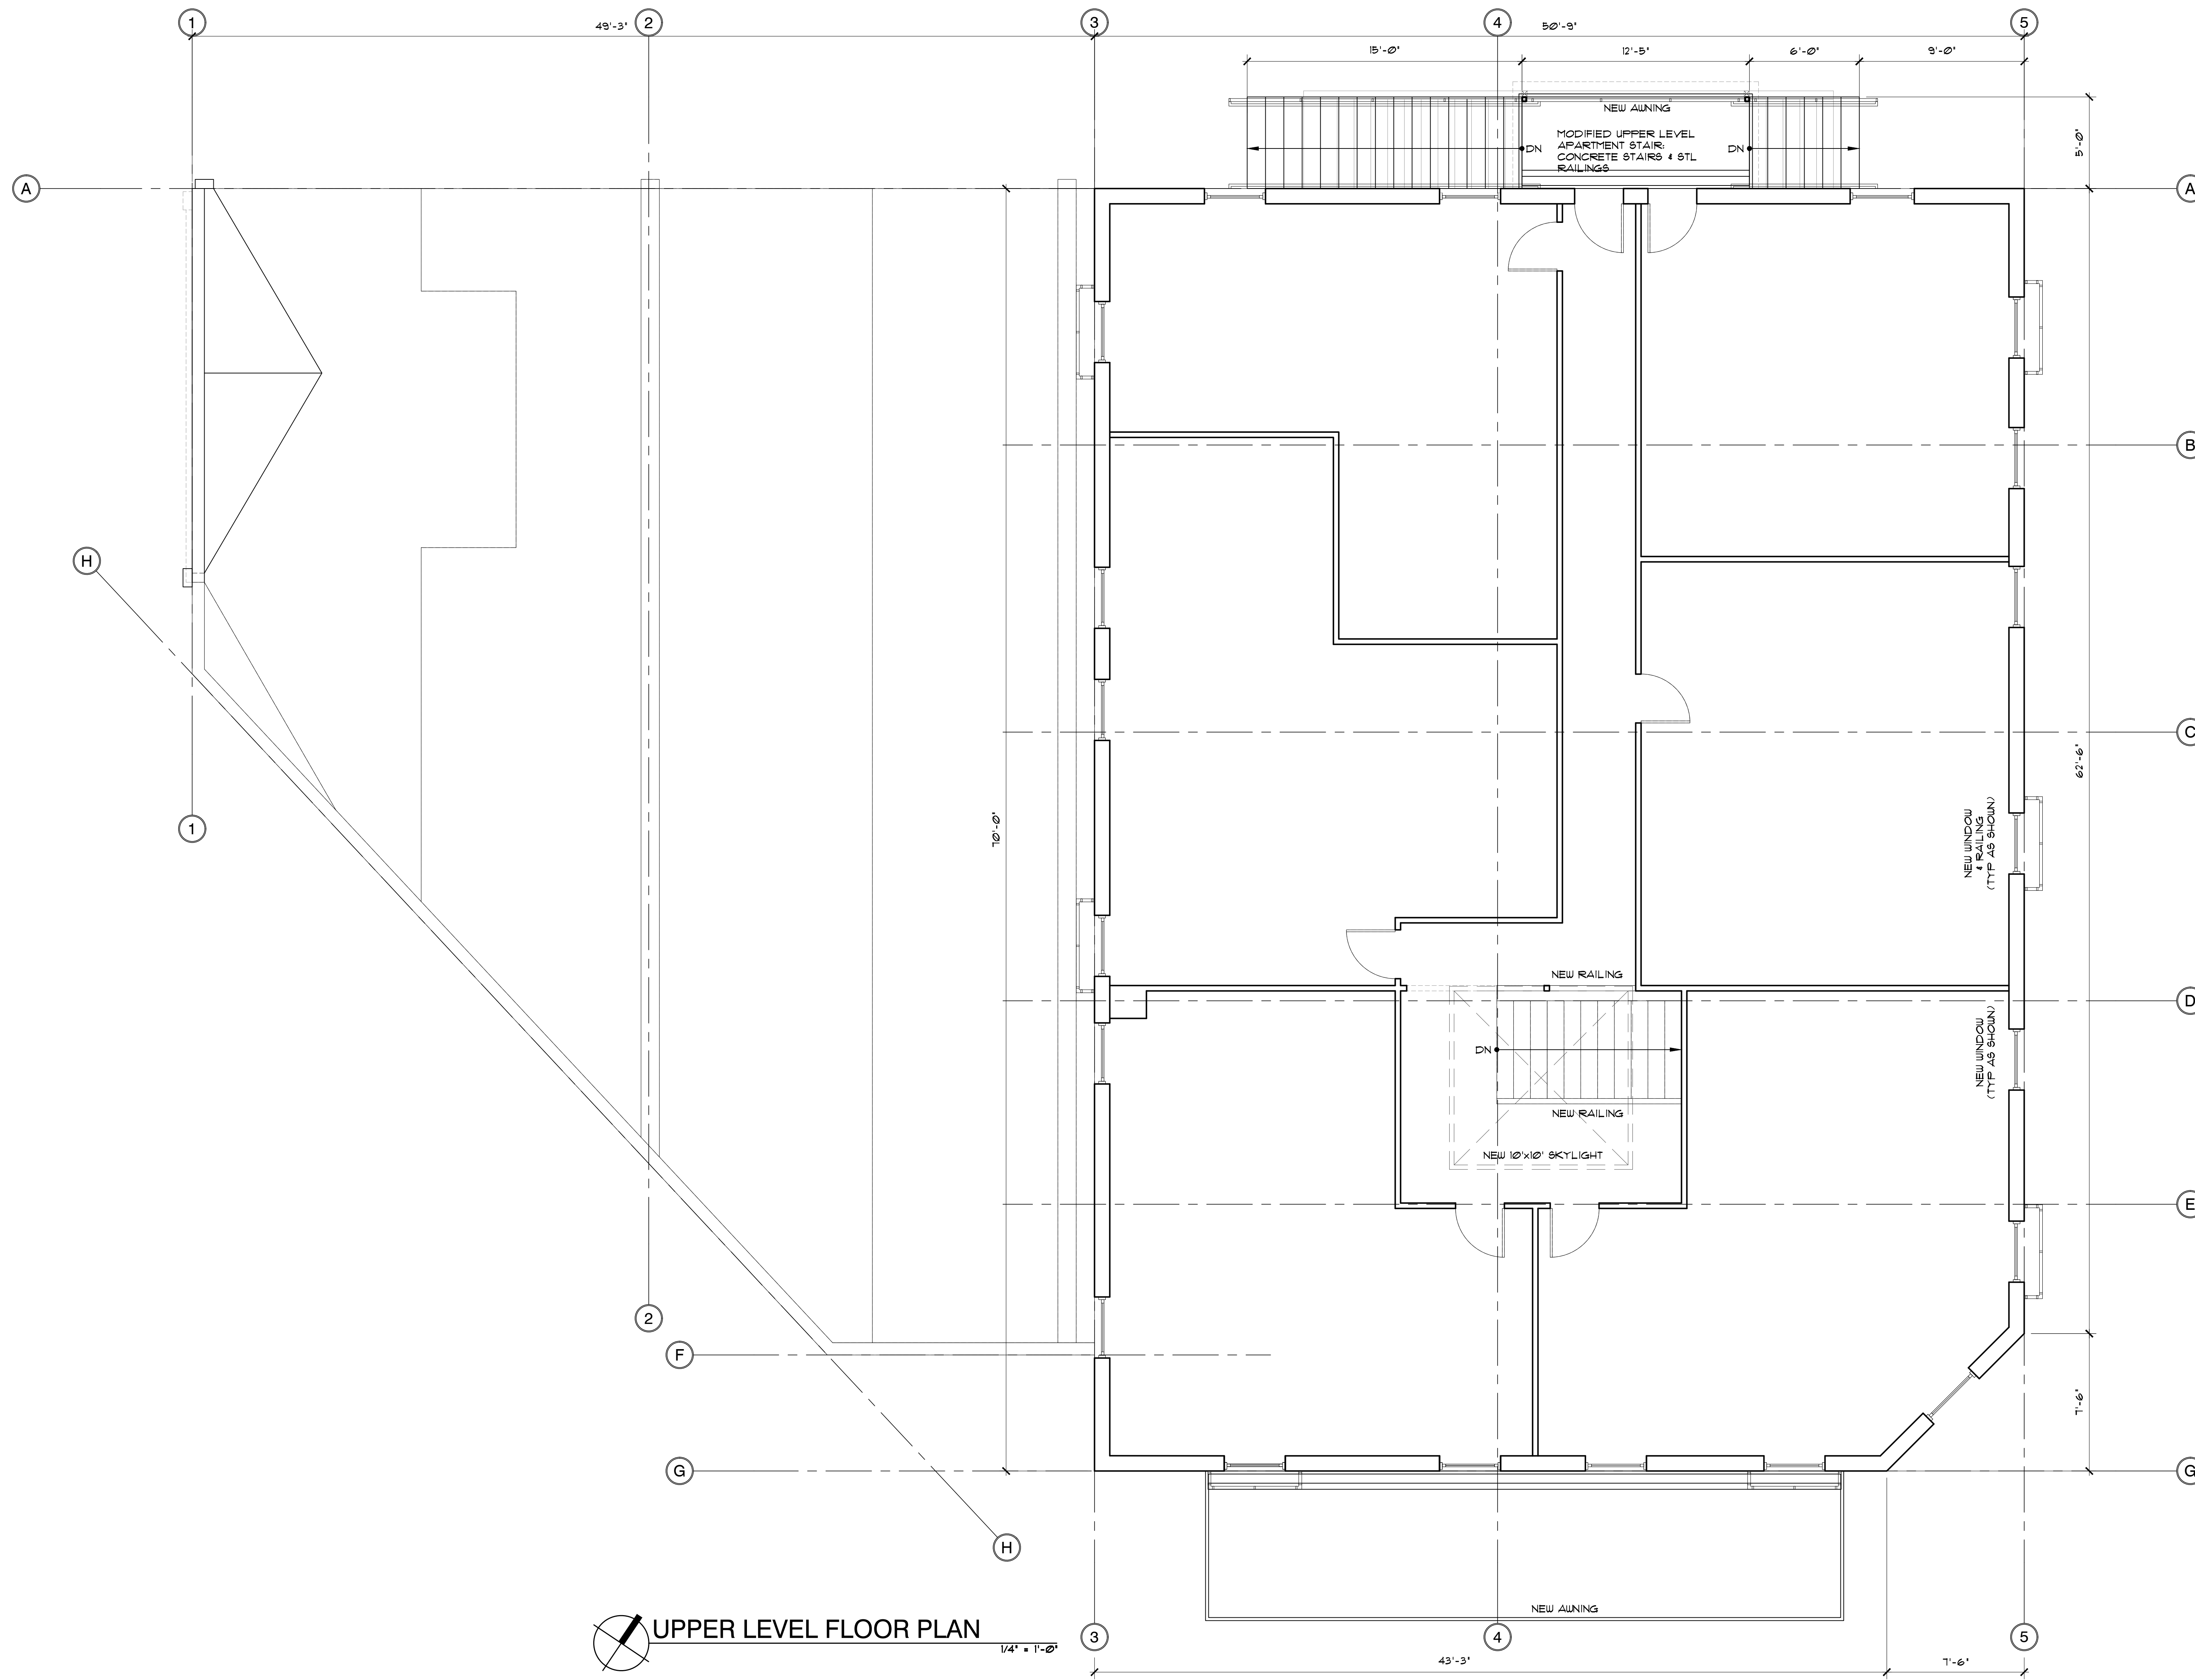 1
2
3
4
5
49'-3"
50'-9"
15'-0"
12'-5"
6'-0"
9'-0"
NEW AWNING
MODIFIED UPPER LEVEL
APARTMENT STAIR:
CONCRETE STAIRS & STL
RAILINGS
DN
DN
5'-0"
A
A
B
H
C
62'-6"
1
70'-0"
NEW WINDOW
& RAILING
(TYP AS SHOWN)
NEW RAILING
D
DN
NEW WINDOW
(TYP AS SHOWN)
NEW RAILING
NEW 10'x10' SKYLIGHT
E
2
F
7'-6"
G
G
H
NEW AWNING
UPPER LEVEL FLOOR PLAN
1/4" = 1'-0"
3
4
5
43'-3"
7'-6"